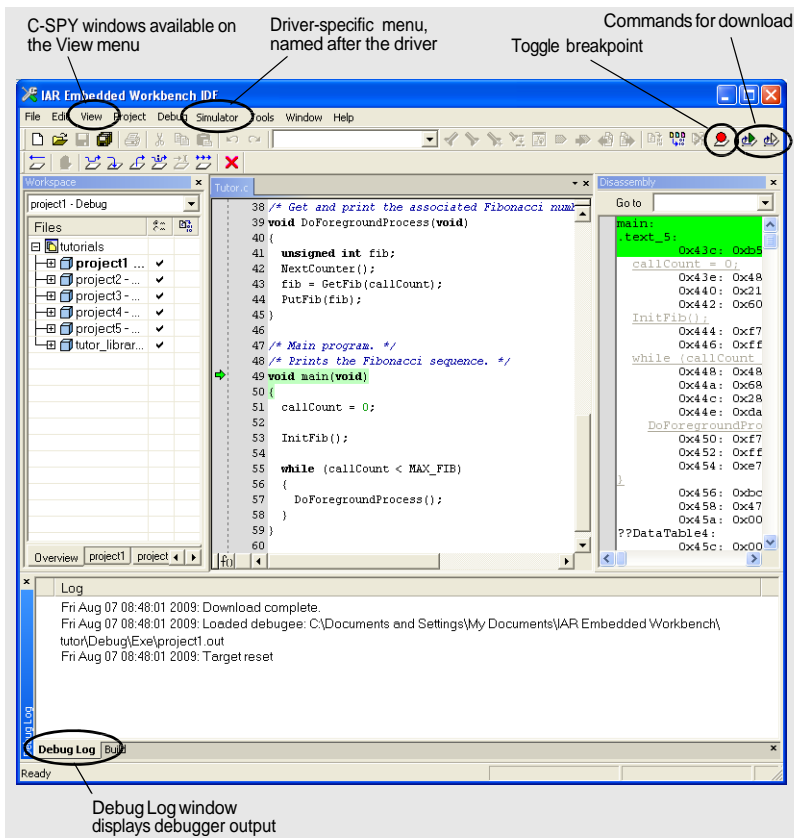 C-SPY windows available on
the View menu
Driver-specific menu,
named after the driver
Toggle breakpoint
Commands for download
IAR Embedded Workbench IDE
File Edit View Project Debug Simulator Tools Window Help
Workspace
project1 - Debug
Files
tutorials
project1 ...
project2 - ...
project3 - ...
project4 - ...
project5 - ...
tutor_librar...
Overview project1 project
Tutor.c
38 /* Get and print the associated Fibonacci numb
39 void DoForegroundProcess(void)
40 {
41 unsigned int fib;
42 NextCounter();
43 fib = GetFib(callCount);
44 PutFib(fib);
45 }
46
47 /* Main program. */
48 /* Prints the Fibonacci sequence. */
49 void main(void)
50 {
51 callCount = 0;
52
53 InitFib();
54
55 while (callCount < MAX_FIB)
56 {
57 DoForegroundProcess();
58 }
59 }
60
f()
Disassembly
Go to
main:
.text_5:
0x43c: 0xb5
callCount = 0;
0x43e: 0x48
0x440: 0x21
0x442: 0x60
InitFib();
0x444: 0xf7
0x446: 0xff
while (callCount
0x448: 0x48
0x44a: 0x68
0x44c: 0x28
0x44e: 0xda
DoForegroundPro
0x450: 0xf7
0x452: 0xff
0x454: 0xe7
}
0x456: 0xbc
0x458: 0x47
0x45a: 0x00
??DataTable4:
0x45c: 0x00
Log
Fri Aug 07 08:48:01 2009: Download complete.
Fri Aug 07 08:48:01 2009: Loaded debugee: C:\Documents and Settings\My Documents\IAR Embedded Workbench\
tutor\Debug\Exe\project1.out
Fri Aug 07 08:48:01 2009: Target reset
Debug Log
Debug Log Build
Ready
Debug Log window
displays debugger output